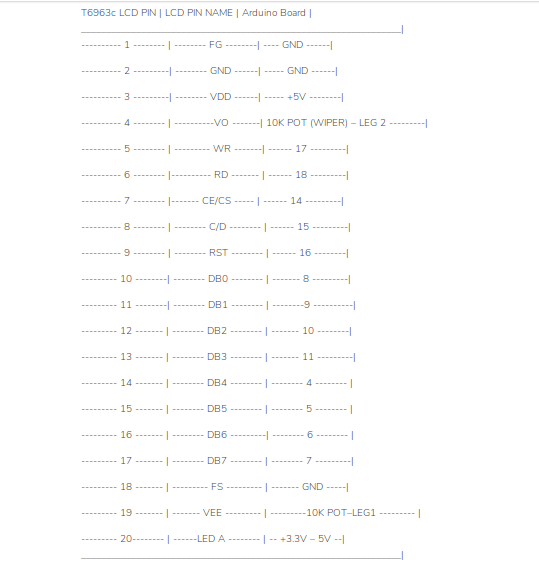 T6963c LCD PIN | LCD PIN NAME | Arduino Board |
________________________________________________|
---------- 1 -------- | -------- FG --------| ---- GND ------|
---------- 2 --------| -------- GND ------| ----- GND ------|
---------- 3 -------- | -------- VDD ------| ----- +5V --------|
--------- 4 -------- | ----------VO -------| 10K POT (WIPER) – LEG 2 ---------|
--------- 5 -------- | --------- WR -------| ------ 17 ---------|
--------- 6 -------- |---------- RD ------- | ------ 18 --------|
--------- 7 -------- |------- CE/CS ----- | ------ 14 ---------|
--------- 8 -------- | -------- C/D -------- | ------ 15 ---------|
--------- 9 -------- | -------- RST -------- | ------ 16 --------|
--------- 10 --------| -------- DB0 -------- | ------- 8 ---------|
--------- 11 --------| -------- DB1 -------- | --------9 ----------|
--------- 12 ------- | -------- DB2 ------- | ------- 10 --------|
--------- 13 ------- | -------- DB3 ------- | ------- 11 ---------|
--------- 14 ------- | -------- DB4 ------- | -------- 4 -------- |
--------- 15 ------- | -------- DB5 ------- | -------- 5 -------- |
--------- 16 ------- | -------- DB6 --------| -------- 6 -------- |
--------- 17 ------- | -------- DB7 ------- | -------- 7 ---------|
--------- 18 ------- | --------- FS -------- | ------- GND -----|
--------- 19 ------ | ------- VEE --------- | ---------10K POT–LEG1 --------- |
--------- 20-------- | ------LED A -------- | -- +3.3V – 5V --|
________________________________________________|